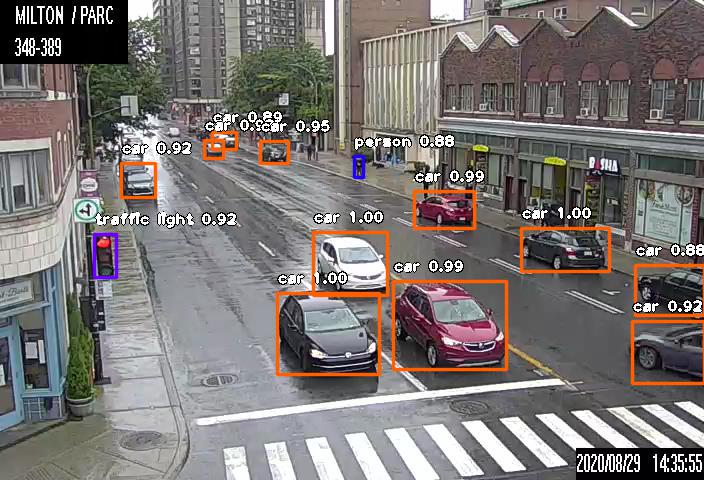 MILTON / PARC
348-389
car 0.89
car 0.95
car 0.92
person 0.88
car 0.99
traffic light 0.92
car 1.00
car 1.00
car 0.88
car 1.00
car 0.99
car 0.92
2020/08/29 14:35:55